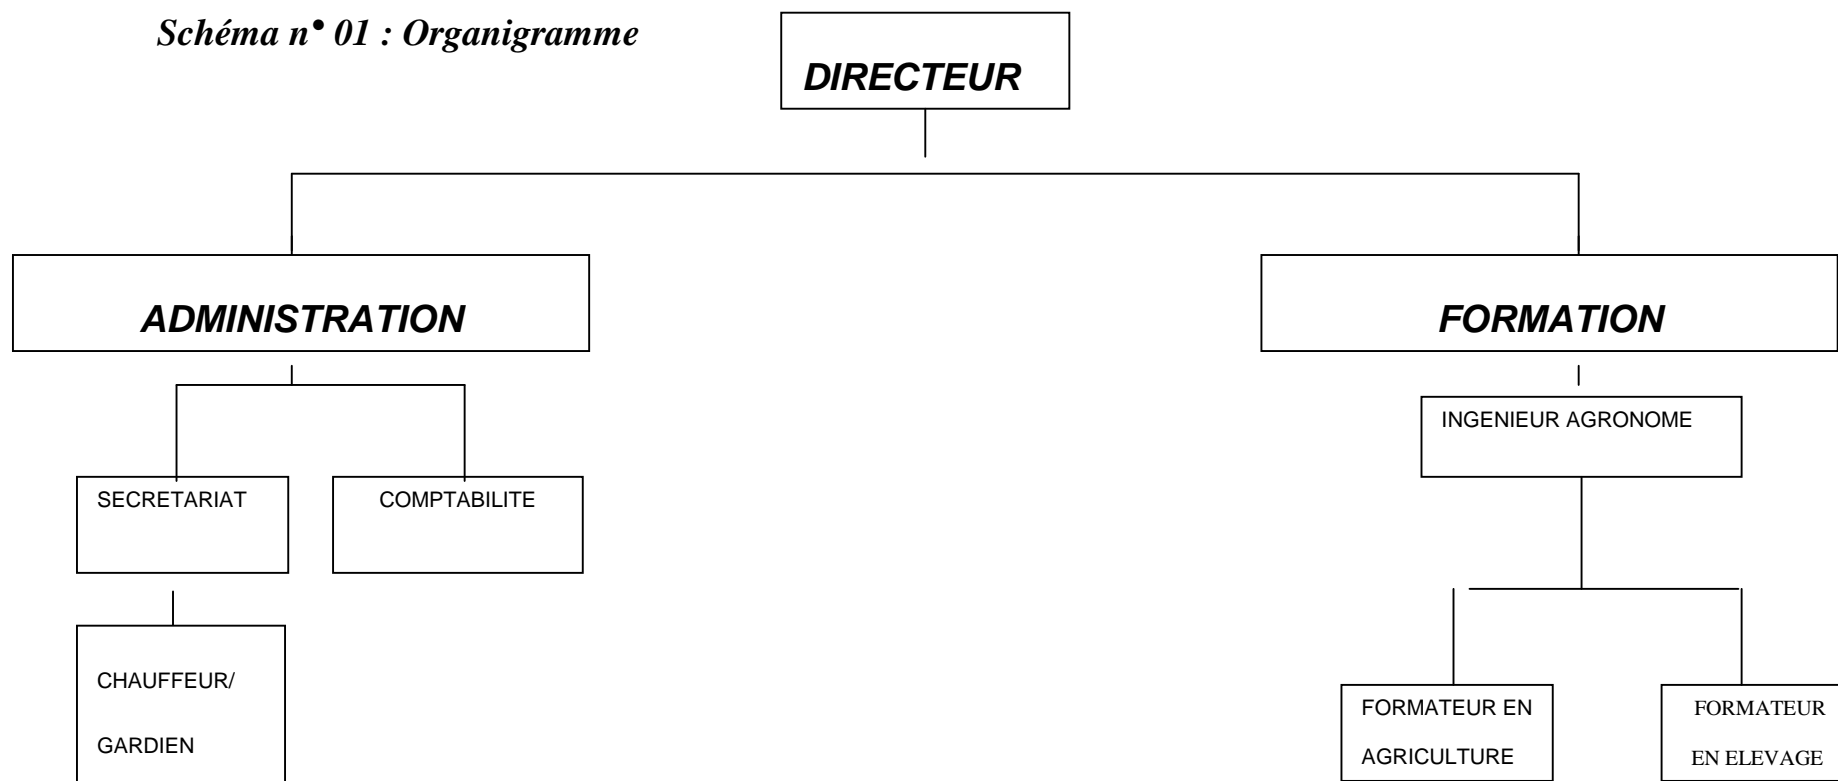 Schéma n° 01 : Organigramme
DIRECTEUR
ADMINISTRATION
FORMATION
INGENIEUR AGRONOME
SECRETARIAT
COMPTABILITE
CHAUFFEUR/
GARDIEN
FORMATEUR EN
AGRICULTURE
FORMATEUR
EN ELEVAGE